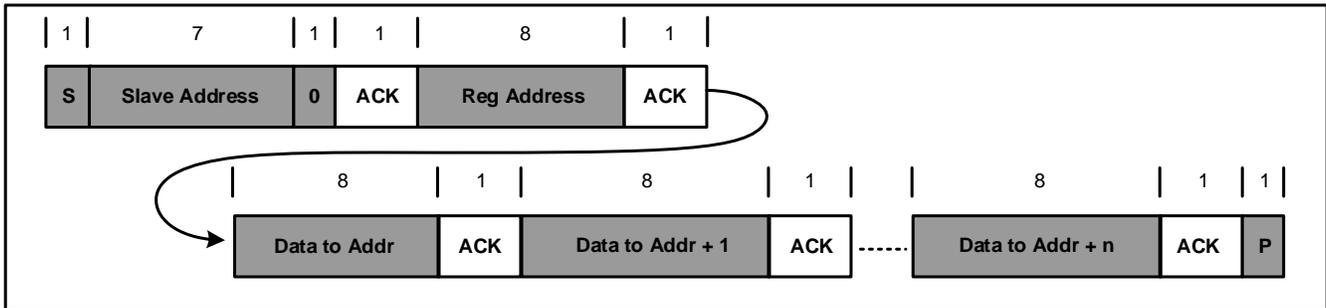 1 7 1 1 8 1
S Slave Address 0 ACK Reg Address ACK
8 1 8 1 8 1 1
Data to Addr ACK Data to Addr + 1 ACK Data to Addr + n ACK P